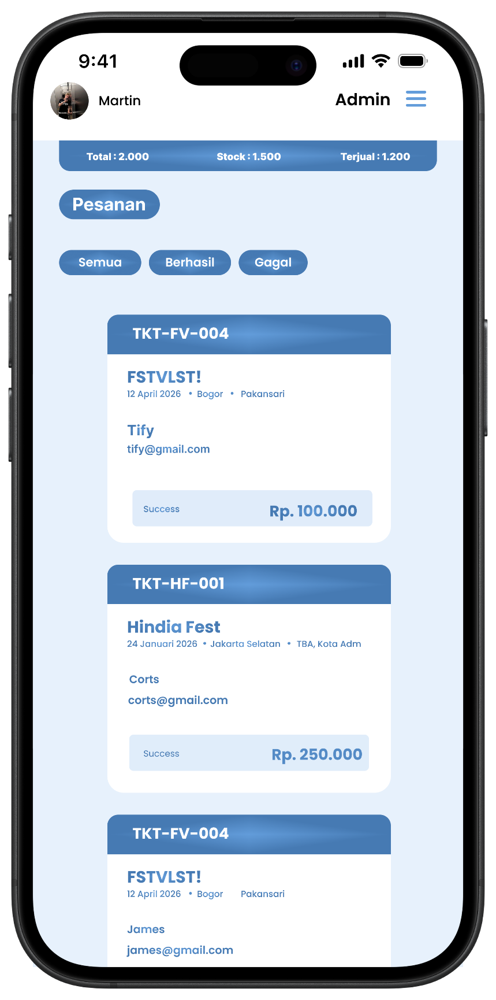 9:41
Martin
Admin
Total : 2.000 Stock : 1.500 Terjual : 1.200
Pesanan
Semua Berhasil Gagal
TKT-FV-004
FSTVLST!
12 April 2026 • Bogor • Pakansari
Tify
tify@gmail.com
Success Rp. 100.000
TKT-HF-001
Hindia Fest
24 Januari 2026 • Jakarta Selatan • TBA, Kota Adm
Corts
corts@gmail.com
Success Rp. 250.000
TKT-FV-004
FSTVLST!
12 April 2026 • Bogor Pakansari
James
james@gmail.com